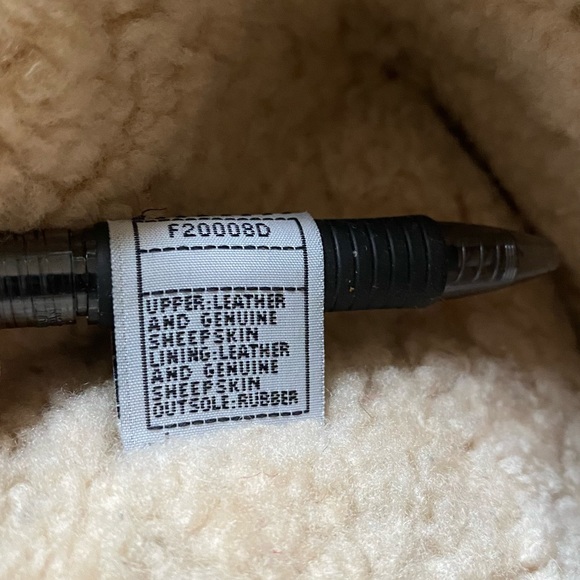 F20008D
UPPER:LEATHER
AND GENUINE
SHEEPSKIN
LINING:LEATHER
AND GENUINE
SHEEPSKIN
OUTSOLE:RUBBER